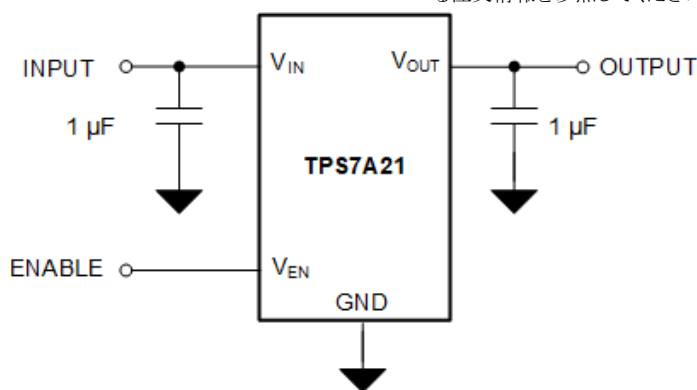 INPUT
VIN
VOUT
OUTPUT
1 µF
1 µF
TPS7A21
ENABLE
VEN
GND